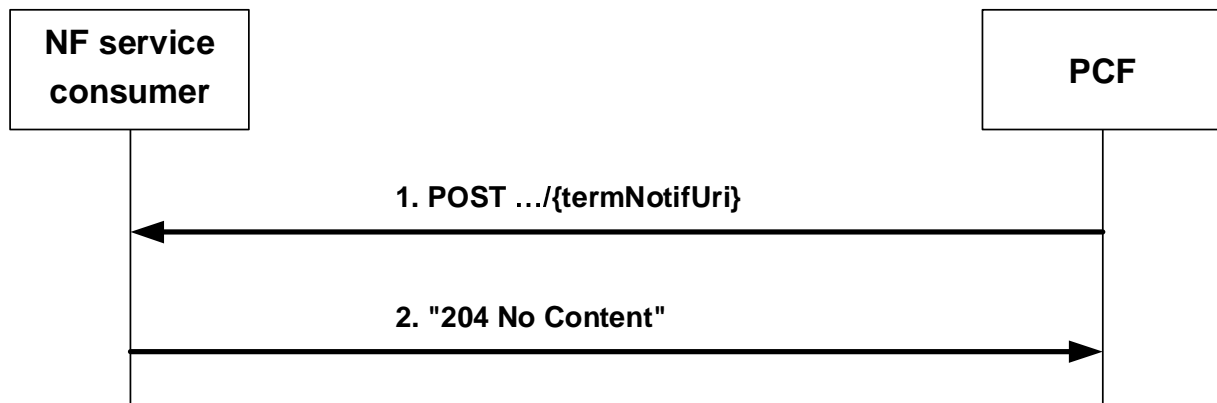 NF service
consumer
PCF
1. POST …/{termNotifUri}
2. "204 No Content"